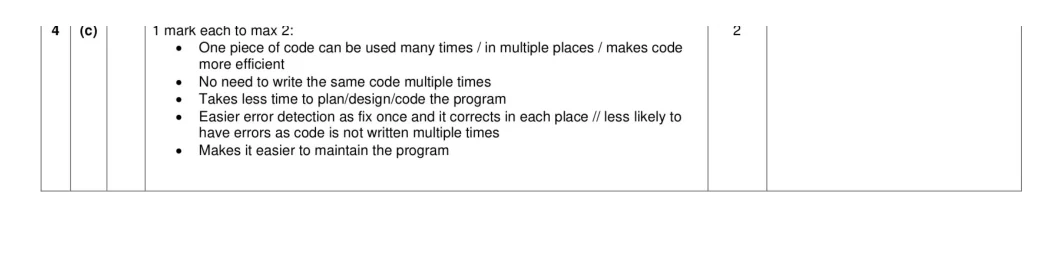 4 (c) 1 mark each to max 2: 2
• One piece of code can be used many times / in multiple places / makes code
more efficient
• No need to write the same code multiple times
• Takes less time to plan/design/code the program
• Easier error detection as fix once and it corrects in each place // less likely to
have errors as code is not written multiple times
• Makes it easier to maintain the program